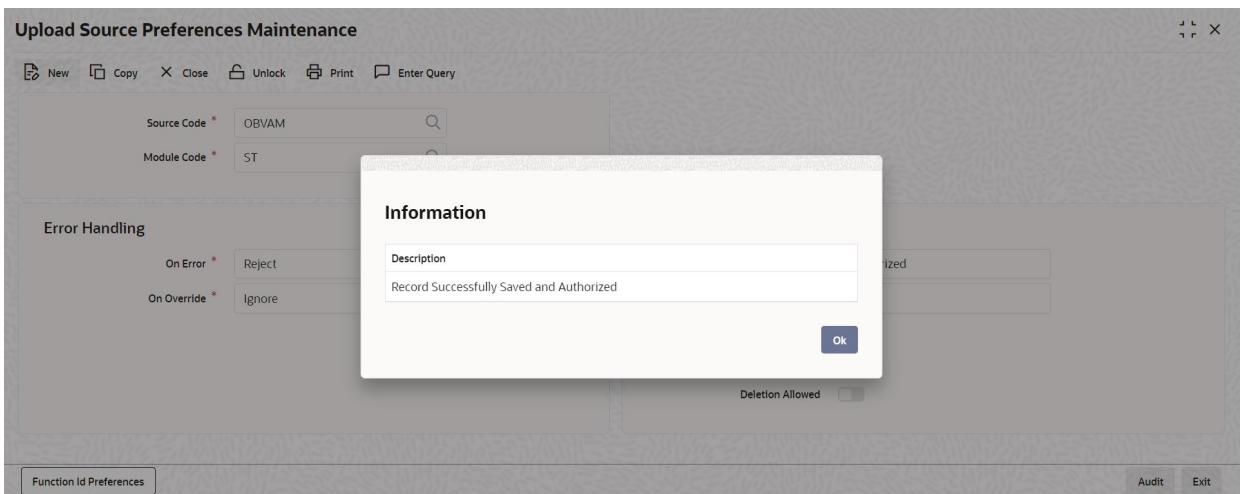 Upload Source Preferences Maintenance
New Copy Close Unlock Print Enter Query
Source Code * OBVAM
Module Code * ST
Information
Error Handling
Description
On Error * Reject
Record Successfully Saved and Authorized
On Override * Ignore
Ok
Deletion Allowed
Function Id Preferences Audit Exit